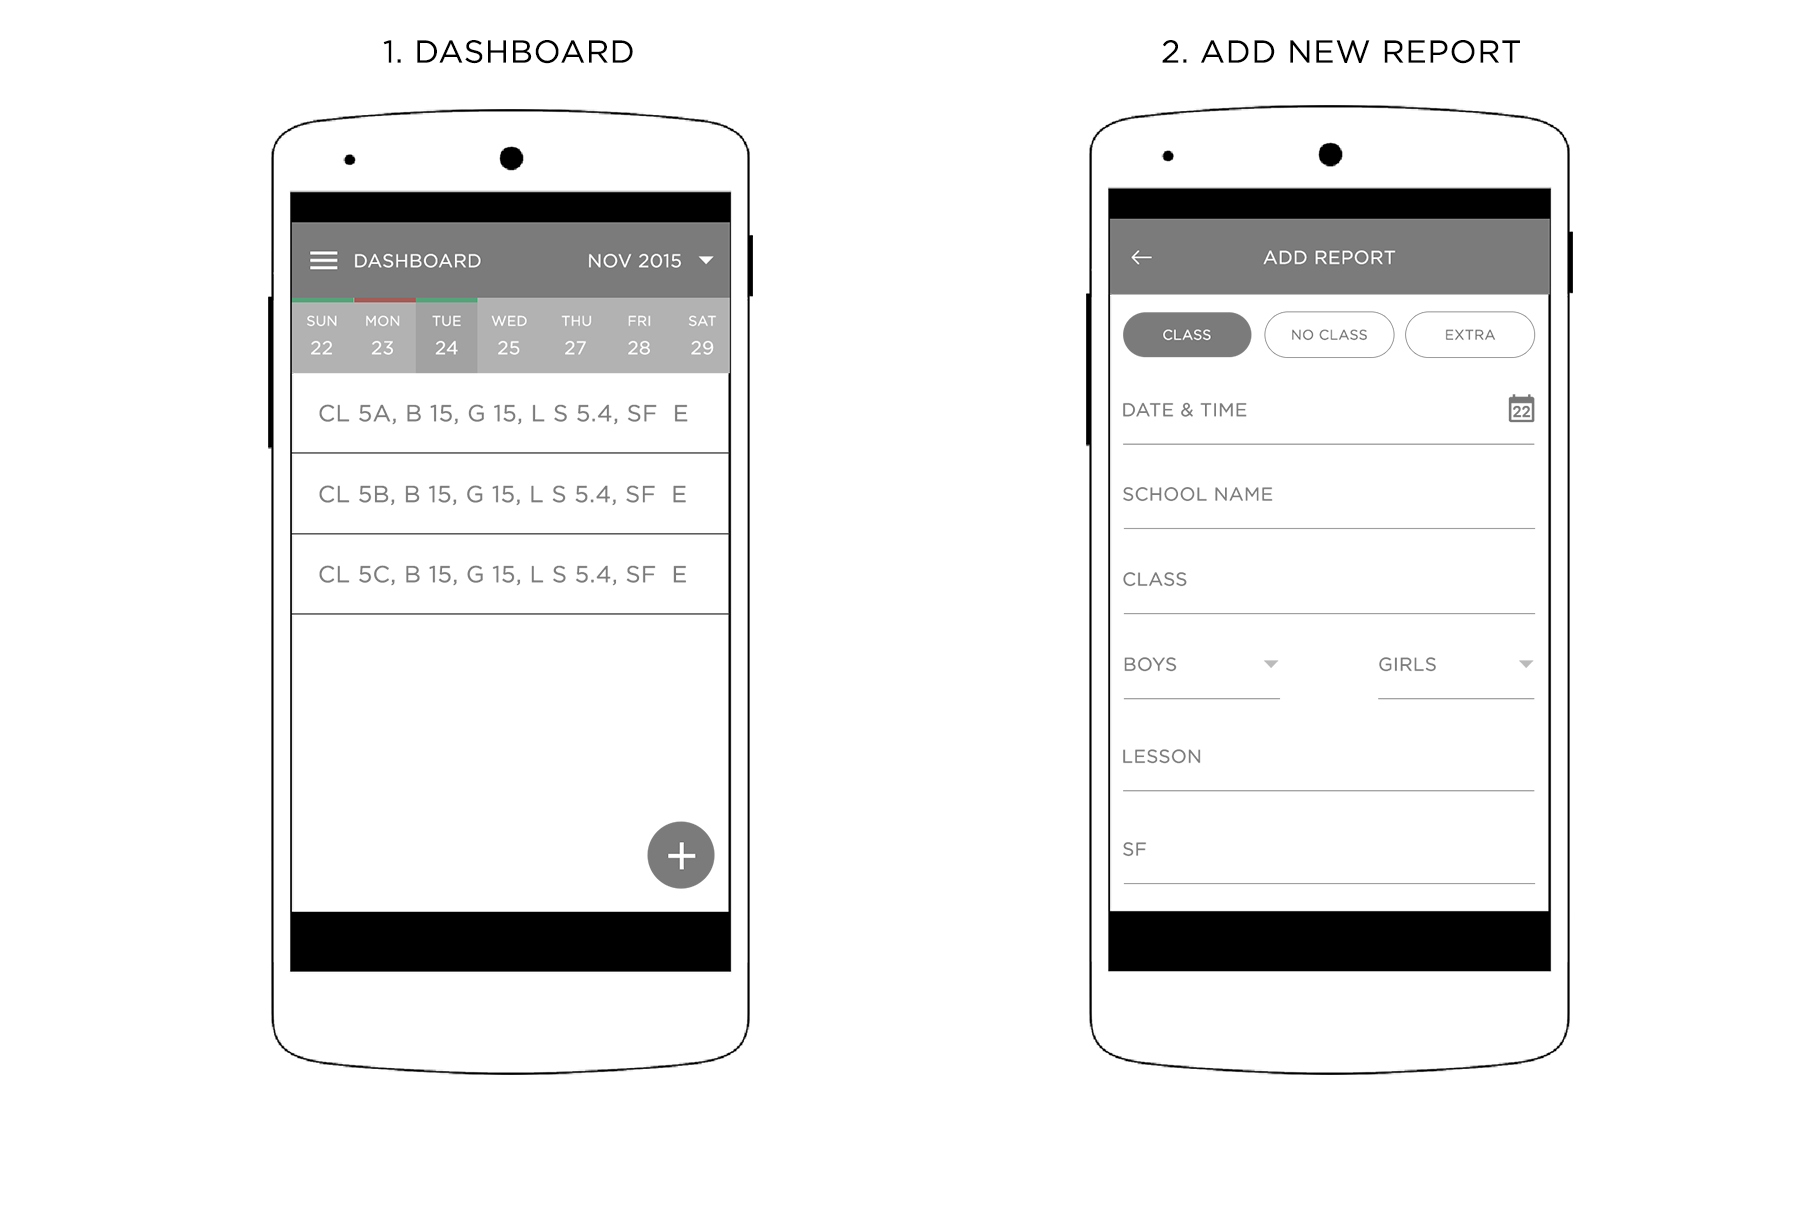 1. DASHBOARD
DASHBOARD NOV 2015
SUN MON TUE WED THU FRI SAT
22 23 24 25 27 28 29
CL 5A, B 15, G 15, L S 5.4, SF E
CL 5B, B 15, G 15, L S 5.4, SF E
CL 5C, B 15, G 15, L S 5.4, SF E
+
2. ADD NEW REPORT
ADD REPORT
CLASS NO CLASS EXTRA
DATE & TIME 22
SCHOOL NAME
CLASS
BOYS GIRLS
LESSON
SF